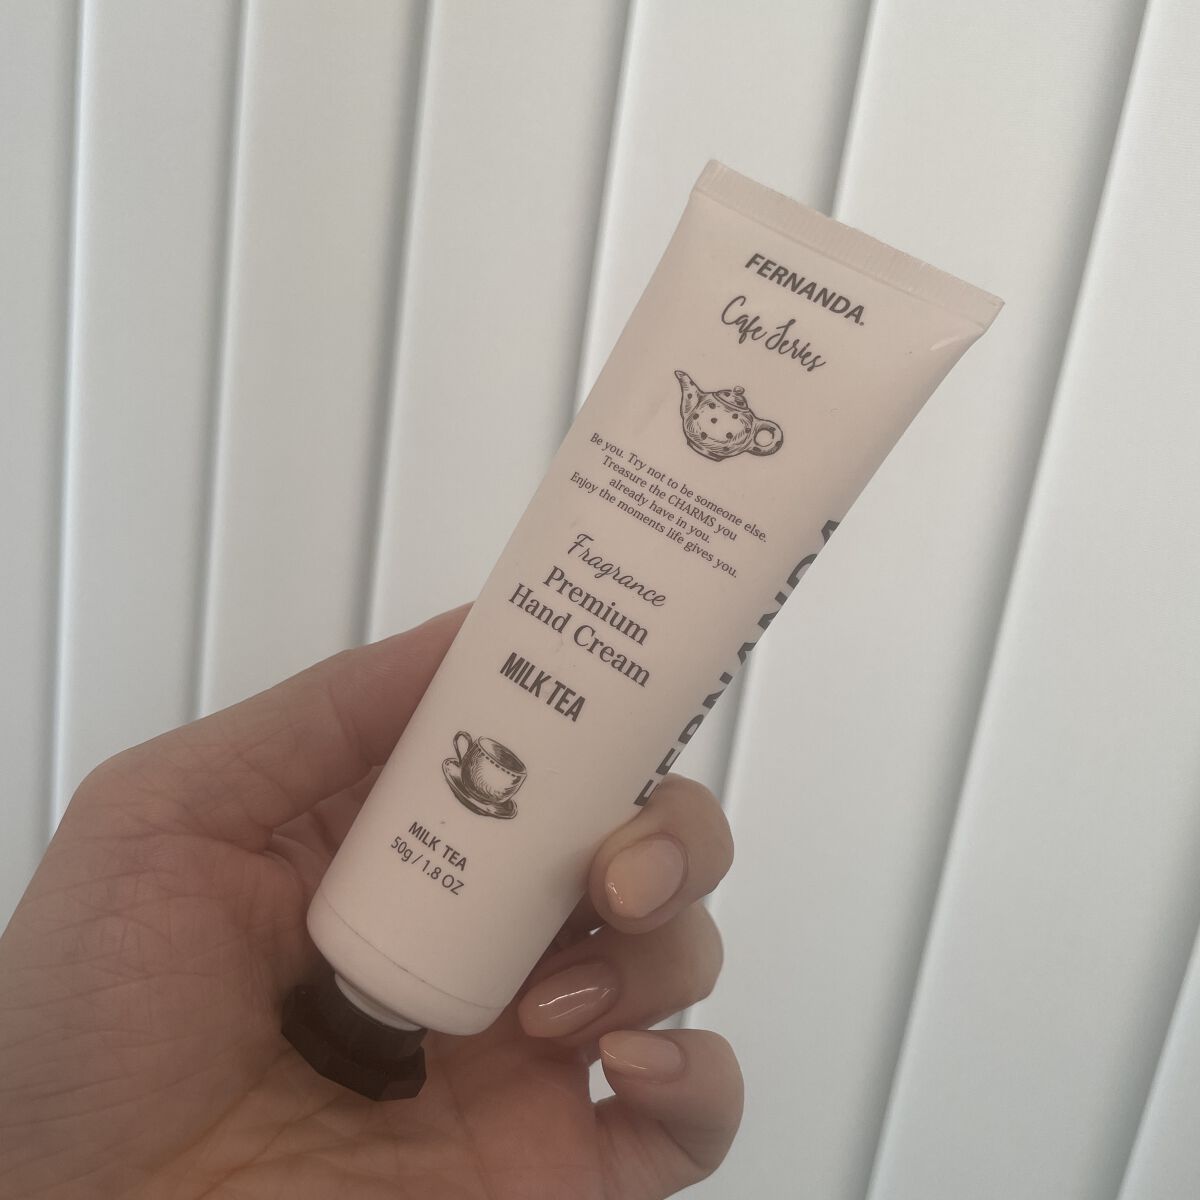 FERNANDA.
Cafe Series
Be you. Try not to be someone else.
Treasure the CHARMS you
already have in you.
Enjoy the moments life gives you.
Fragrance
Premium
Hand Cream
MILK TEA
MILK TEA
50g / 1.8 OZ
FERNANDA